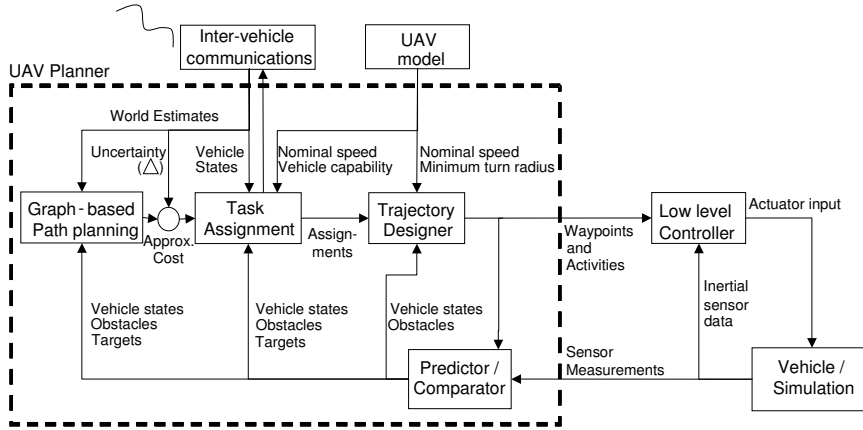 Inter-vehicle
communications
UAV
model
UAV Planner
World Estimates
Uncertainty
(△)
Vehicle
States
Nominal speed
Vehicle capability
Nominal speed
Minimum turn radius
Graph - based
Path planning
Approx.
Cost
Task
Assignment
Assign-
ments
Trajectory
Designer
Waypoints
and
Activities
Low level
Controller
Actuator input
Vehicle states
Obstacles
Targets
Vehicle states
Obstacles
Targets
Vehicle states
Obstacles
Inertial
sensor
data
Predictor /
Comparator
Sensor
Measurements
Vehicle /
Simulation